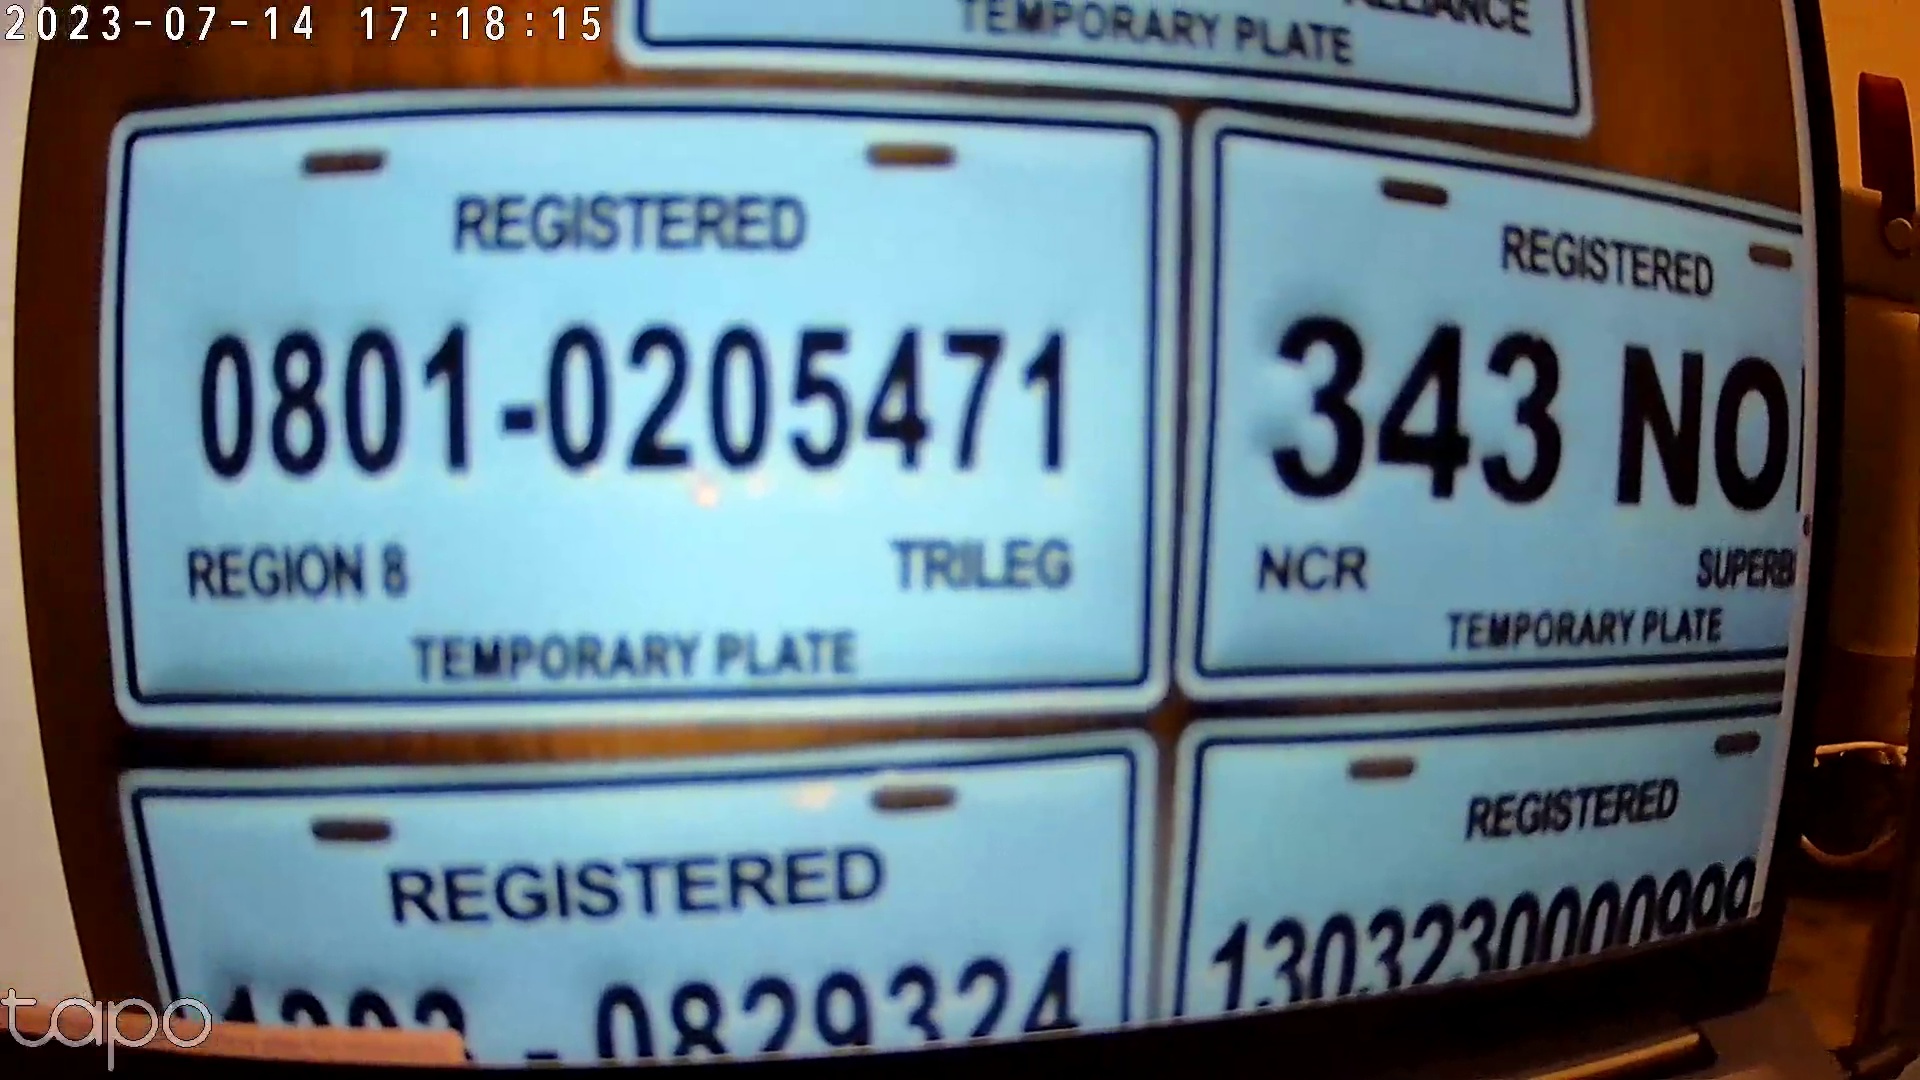 2023-07-14 17:18:15
TEMPORARY PLATE
REGISTERED
0801-0205471
REGION 8 TRILEG
TEMPORARY PLATE
REGISTERED
343 NO
NCR
TEMPORARY PLATE
REGISTERED
0829324
REGISTERED
tapo